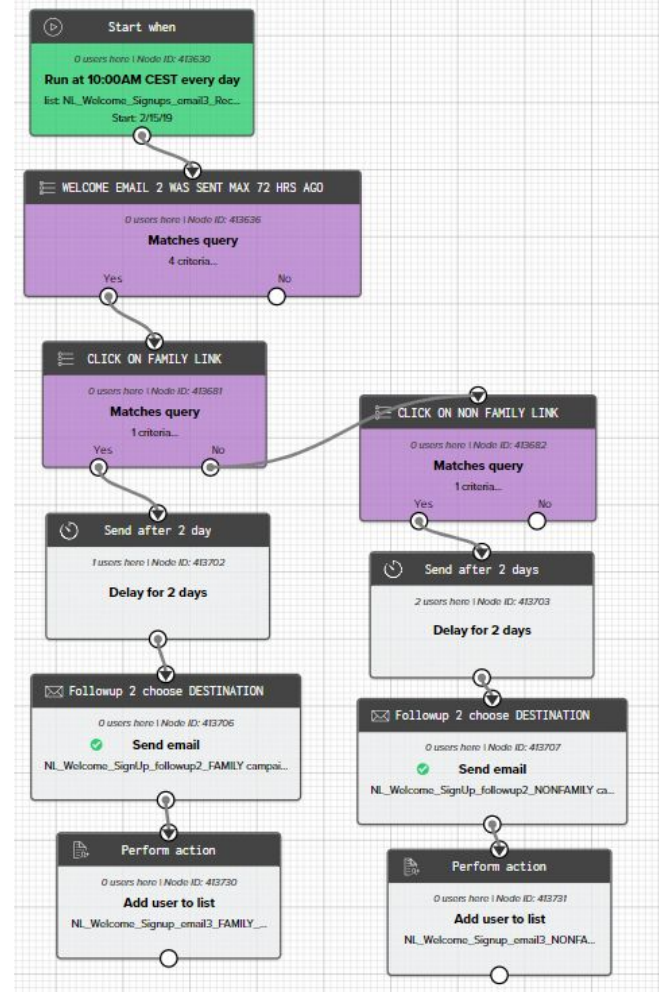 Start when
0 users here | Node ID: 413630
Run at 10:00AM CEST every day
list: NL_Welcome_Signups_email3_Rec...
Start: 2/15/19
WELCOME EMAIL 2 WAS SENT MAX 72 HRS AGO
0 users here | Node ID: 413636
Matches query
4 criteria...
Yes No
CLICK ON FAMILY LINK
0 users here | Node ID: 413681
Matches query
1 criteria...
Yes No
CLICK ON NON FAMILY LINK
0 users here | Node ID: 413682
Matches query
1 criteria...
Yes No
Send after 2 day
1 users here | Node ID: 413702
Delay for 2 days
Send after 2 days
2 users here | Node ID: 413703
Delay for 2 days
Followup 2 choose DESTINATION
0 users here | Node ID: 413706
Send email
NL_Welcome_SignUp_followup2_FAMILY campai...
Followup 2 choose DESTINATION
0 users here | Node ID: 413707
Send email
NL_Welcome_SignUp_followup2_NONFAMILY ca...
Perform action
0 users here | Node ID: 413730
Add user to list
NL_Welcome_Signup_email3_FAMILY_...
Perform action
0 users here | Node ID: 413731
Add user to list
NL_Welcome_Signup_email3_NONFA...